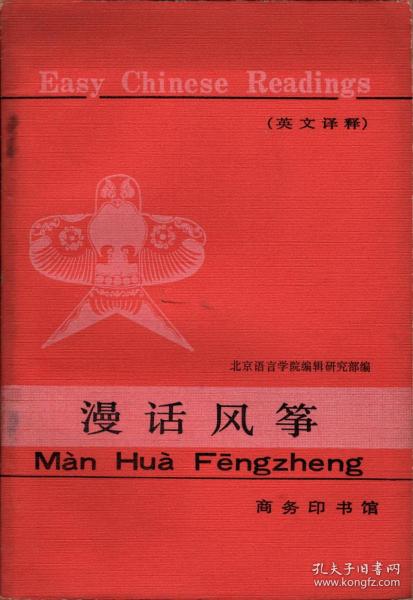 Easy Chinese Readings
(英文译释)
北京语言学院编辑研究部编
漫话风筝
Màn Huà Fēngzheng
商务印书馆
孔夫子旧书网
www.kongfz.com